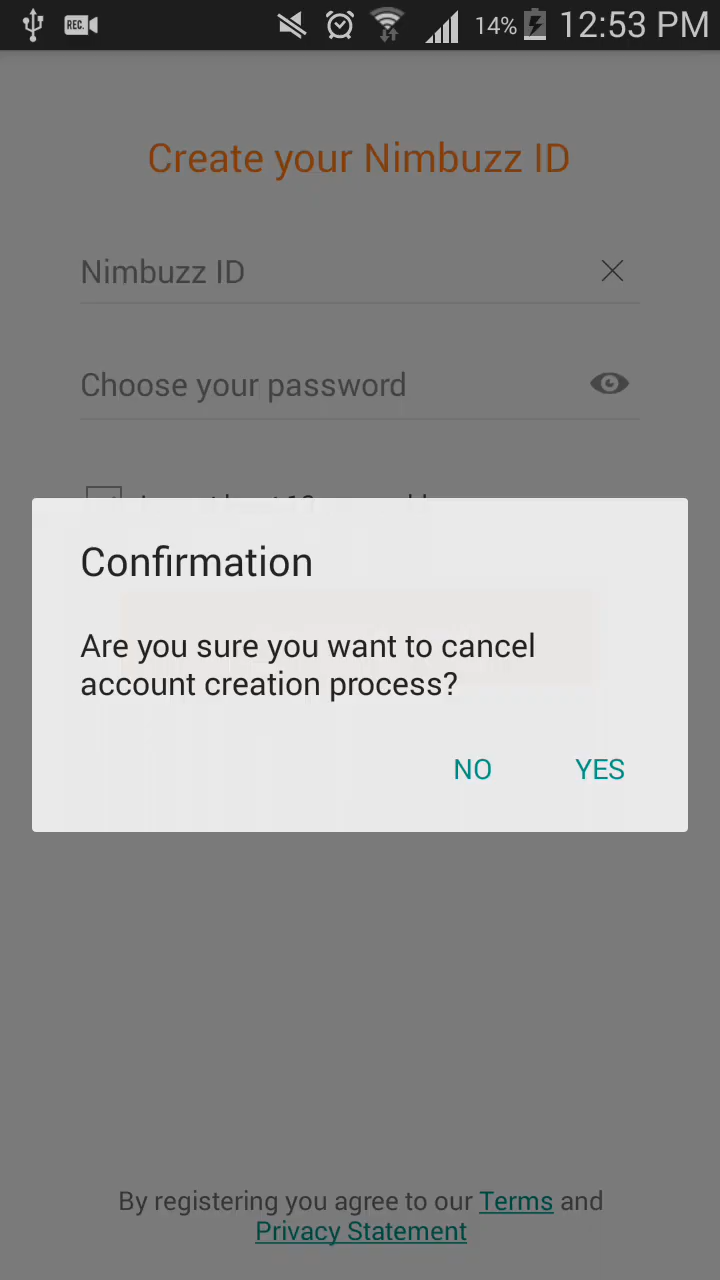 REC.
14%
12:53 PM
Create your Nimbuzz ID
Nimbuzz ID
Choose your password
Confirmation
Are you sure you want to cancel
account creation process?
NO YES
By registering you agree to our Terms and
Privacy Statement